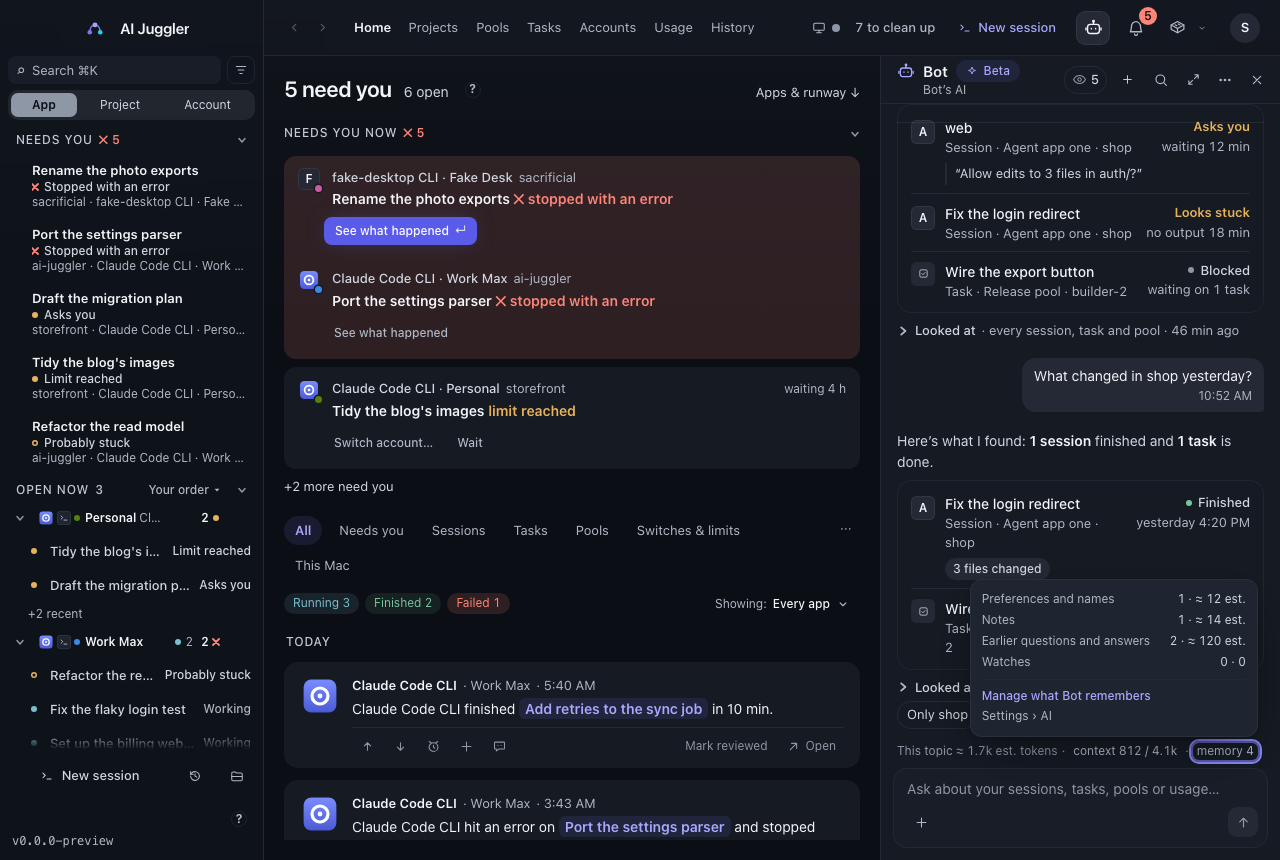 AI Juggler
Search ⌘K
App Project Account
NEEDS YOU 5
Rename the photo exports
Stopped with an error
sacrificial · fake-desktop CLI · Fake ...
Port the settings parser
Stopped with an error
ai-juggler · Claude Code CLI · Work ...
Draft the migration plan
Asks you
storefront · Claude Code CLI · Perso...
Tidy the blog's images
Limit reached
storefront · Claude Code CLI · Perso...
Refactor the read model
Probably stuck
ai-juggler · Claude Code CLI · Work ...
OPEN NOW 3 Your order
Personal Cl... 2
Tidy the blog's i... Limit reached
Draft the migration p... Asks you
+2 recent
Work Max 2 2
Refactor the re... Probably stuck
Fix the flaky login test Working
Set up the billing web... Working
New session
?
v0.0.0-preview
Home Projects Pools Tasks Accounts Usage History
7 to clean up
New session
5
S
5 need you 6 open ?
Apps & runway ↓
NEEDS YOU NOW 5
F
fake-desktop CLI · Fake Desk sacrificial
Rename the photo exports stopped with an error
See what happened ↵
Claude Code CLI · Work Max ai-juggler
Port the settings parser stopped with an error
See what happened
Claude Code CLI · Personal storefront waiting 4 h
Tidy the blog's images limit reached
Switch account... Wait
+2 more need you
All Needs you Sessions Tasks Pools Switches & limits ...
This Mac
Running 3 Finished 2 Failed 1 Showing: Every app
TODAY
Claude Code CLI · Work Max · 5:40 AM
Claude Code CLI finished Add retries to the sync job in 10 min.
Mark reviewed Open
Claude Code CLI · Work Max · 3:43 AM
Claude Code CLI hit an error on Port the settings parser and stopped
Bot Beta
Bot's AI
5
A
web Asks you
Session · Agent app one · shop waiting 12 min
“Allow edits to 3 files in auth/?”
A
Fix the login redirect Looks stuck
Session · Agent app one · shop no output 18 min
Wire the export button Blocked
Task · Release pool · builder-2 waiting on 1 task
Looked at · every session, task and pool · 46 min ago
What changed in shop yesterday?
10:52 AM
Here's what I found: 1 session finished and 1 task is
done.
A
Fix the login redirect Finished
Session · Agent app one · yesterday 4:20 PM
shop
3 files changed
Wire
Task
2
Looked a
Only shop
Preferences and names 1 · ≈ 12 est.
Notes 1 · ≈ 14 est.
Earlier questions and answers 2 · ≈ 120 est.
Watches 0 · 0
Manage what Bot remembers
Settings › AI
This topic ≈ 1.7k est. tokens · context 812 / 4.1k · memory 4
Ask about your sessions, tasks, pools or usage...